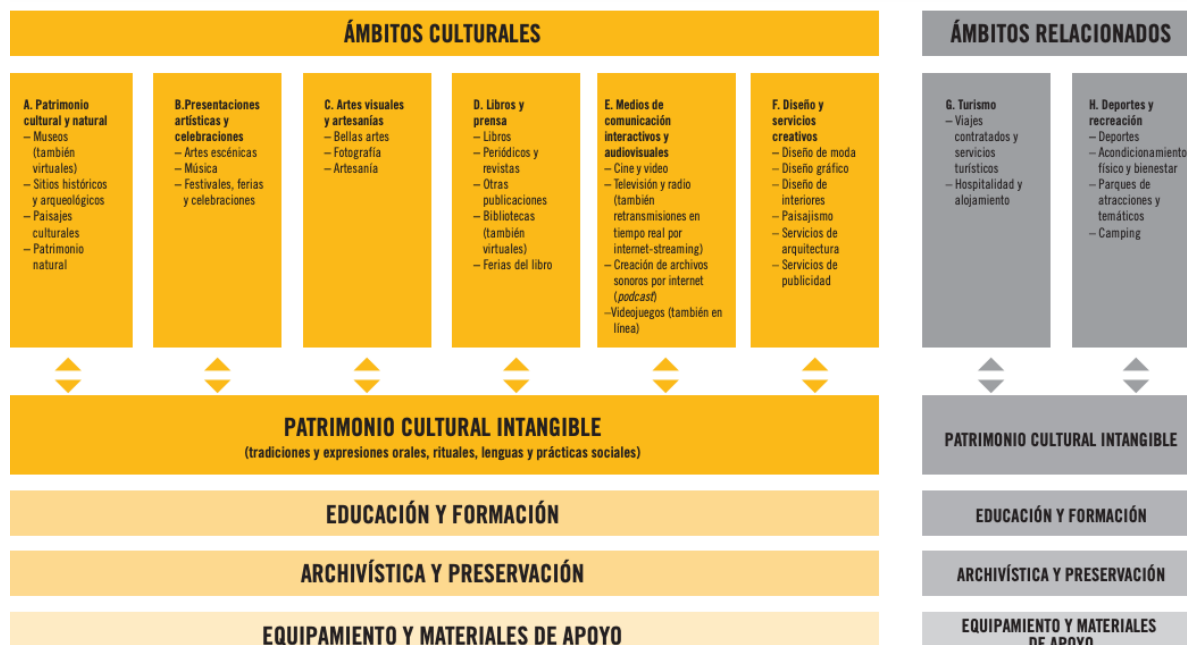 ÁMBITOS CULTURALES
ÁMBITOS RELACIONADOS
A. Patrimonio
cultural y natural
– Museos
(también
virtuales)
– Sitios históricos
y arqueológicos
– Paisajes
culturales
– Patrimonio
natural
B.Presentaciones
artísticas y
celebraciones
– Artes escénicas
– Música
– Festivales, ferias
y celebraciones
C. Artes visuales
y artesanías
– Bellas artes
– Fotografía
– Artesanía
D. Libros y
prensa
– Libros
– Periódicos y
revistas
– Otras
publicaciones
– Bibliotecas
(también
virtuales)
– Ferias del libro
E. Medios de
comunicación
interactivos y
audiovisuales
– Cine y video
– Televisión y radio
(también
retransmisiones en
tiempo real por
internet-streaming)
– Creación de archivos
sonoros por internet
(podcast)
–Videojuegos (también en
línea)
F. Diseño y
servicios
creativos
– Diseño de moda
– Diseño gráfico
– Diseño de
interiores
– Paisajismo
– Servicios de
arquitectura
– Servicios de
publicidad
G. Turismo
– Viajes
contratados y
servicios
turísticos
– Hospitalidad y
alojamiento
H. Deportes y
recreación
– Deportes
– Acondicionamiento
físico y bienestar
– Parques de
atracciones y
temáticos
– Camping
PATRIMONIO CULTURAL INTANGIBLE
(tradiciones y expresiones orales, rituales, lenguas y prácticas sociales)
PATRIMONIO CULTURAL INTANGIBLE
EDUCACIÓN Y FORMACIÓN
EDUCACIÓN Y FORMACIÓN
ARCHIVÍSTICA Y PRESERVACIÓN
ARCHIVÍSTICA Y PRESERVACIÓN
EQUIPAMIENTO Y MATERIALES DE APOYO
EQUIPAMIENTO Y MATERIALES
DE APOYO